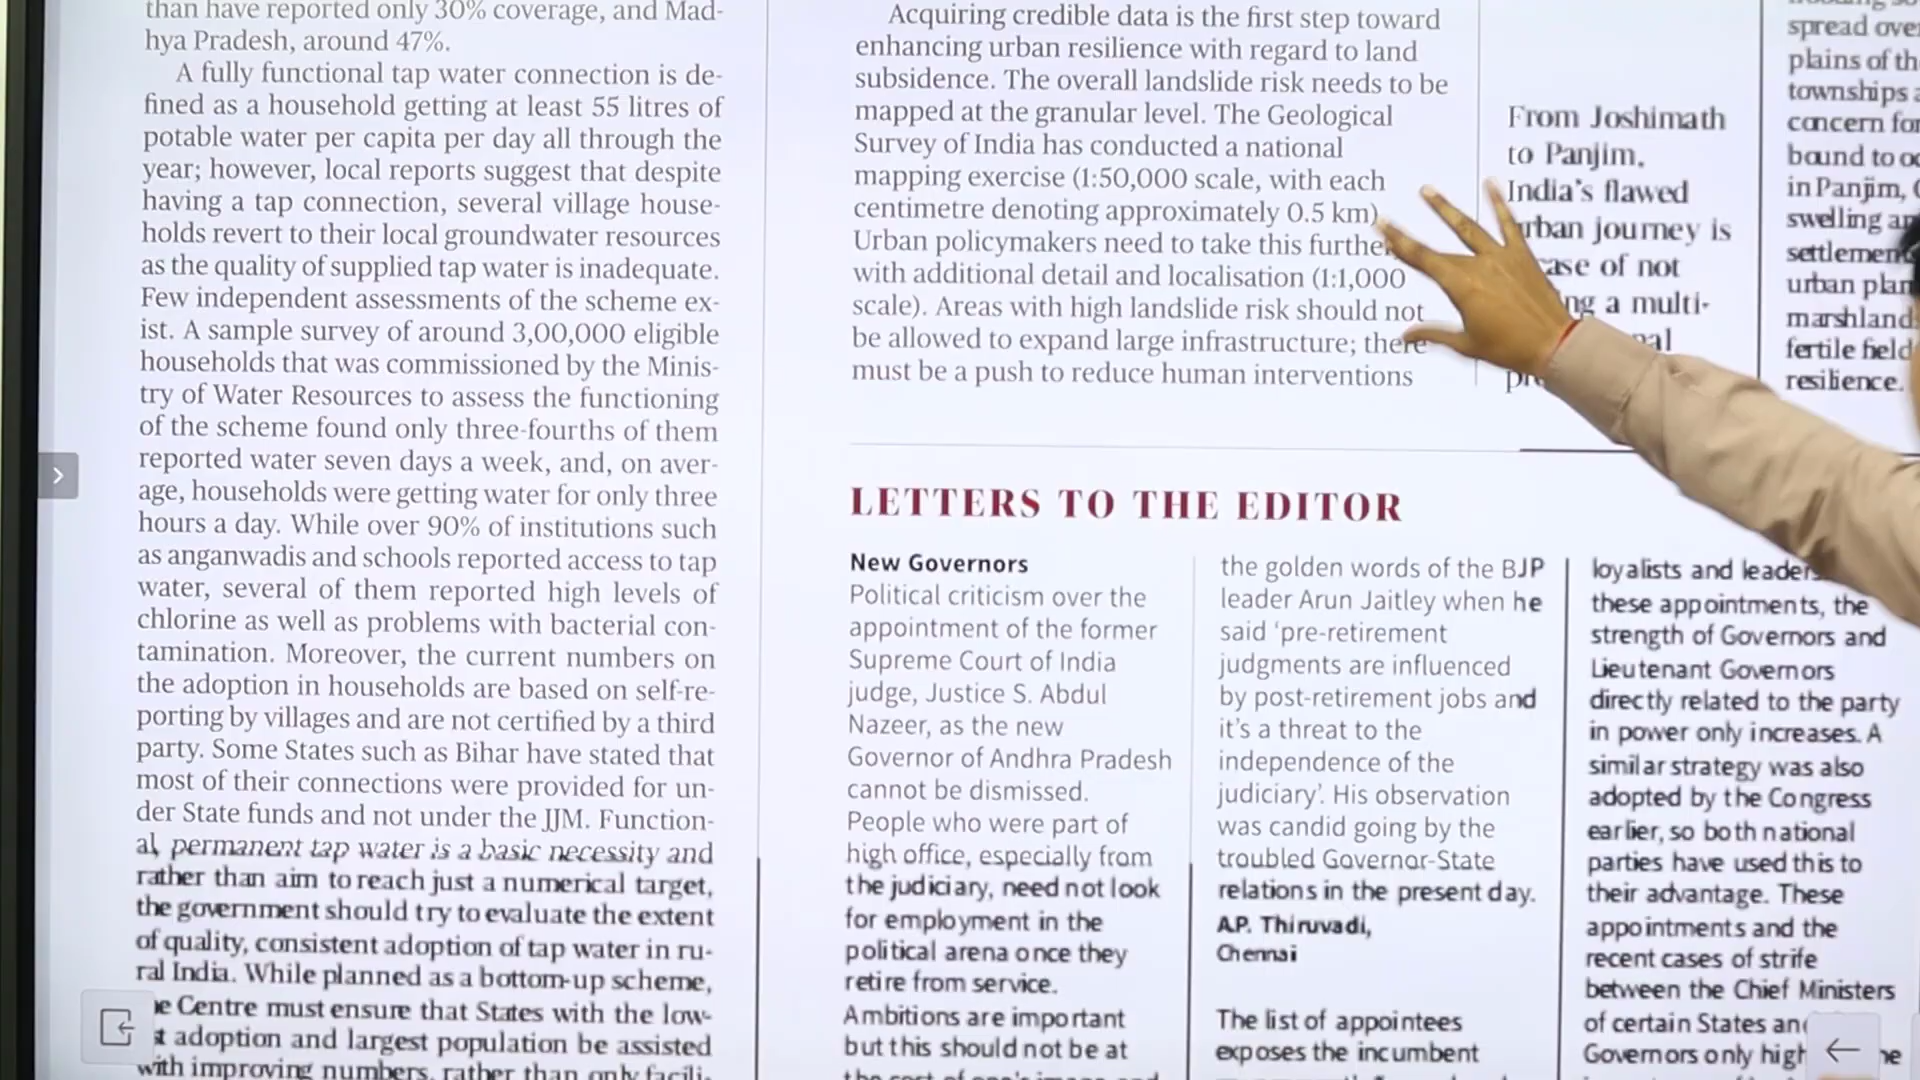 than have reported only 30% coverage, and Mad-
hya Pradesh, around 47%.
A fully functional tap water connection is de-
fined as a household getting at least 55 litres of
potable water per capita per day all through the
year; however, local reports suggest that despite
having a tap connection, several village house-
holds revert to their local groundwater resources
as the quality of supplied tap water is inadequate.
Few independent assessments of the scheme ex-
ist. A sample survey of around 3,00,000 eligible
households that was commissioned by the Minis-
try of Water Resources to assess the functioning
of the scheme found only three-fourths of them
reported water seven days a week, and, on aver-
age, households were getting water for only three
hours a day. While over 90% of institutions such
as anganwadis and schools reported access to tap
water, several of them reported high levels of
chlorine as well as problems with bacterial con-
tamination. Moreover, the current numbers on
the adoption in households are based on self-re-
porting by villages and are not certified by a third
party. Some States such as Bihar have stated that
most of their connections were provided for un-
der State funds and not under the JJM. Function-
al, permanent tap water is a basic necessity and
rather than aim to reach just a numerical target,
the government should try to evaluate the extent
of quality, consistent adoption of tap water in ru-
ral India. While planned as a bottom-up scheme,
Centre must ensure that States with the low-
adoption and largest population be assisted
with improving numbers, rather than only facili-
Acquiring credible data is the first step toward
enhancing urban resilience with regard to land
subsidence. The overall landslide risk needs to be
mapped at the granular level. The Geological
Survey of India has conducted a national
mapping exercise (1:50,000 scale, with each
centimetre denoting approximately 0.5 km)
Urban policymakers need to take this further
with additional detail and localisation (1:1,000
scale). Areas with high landslide risk should not
be allowed to expand large infrastructure; there
must be a push to reduce human interventions
From Joshimath
to Panjim,
India's flawed
urban journey is
case of not
a multi-
spread over
plains of th
townships a
concern for
bound to
in Panjim,
swelling an
settlement
urban plan
marshland
fertile field
resilience.
LETTERS TO THE EDITOR
New Governors
Political criticism over the
appointment of the former
Supreme Court of India
judge, Justice S. Abdul
Nazeer, as the new
Governor of Andhra Pradesh
cannot be dismissed.
People who were part of
high office, especially from
the judiciary, need not look
for employment in the
political arena once they
retire from service.
Ambitions are important
but this should not be at
the golden words of the BJP
leader Arun Jaitley when he
said 'pre-retirement
judgments are influenced
by post-retirement jobs and
it's a threat to the
independence of the
judiciary'. His observation
was candid going by the
troubled Governor-State
relations in the present day.
A.P. Thiruvadi,
Chennai
The list of appointees
exposes the incumbent
loyalists and leaders
these appointments, the
strength of Governors and
Lieutenant Governors
directly related to the party
in power only increases. A
similar strategy was also
adopted by the Congress
earlier, so both national
parties have used this to
their advantage. These
appointments and the
recent cases of strife
between the Chief Ministers
of certain States and
Governors only high